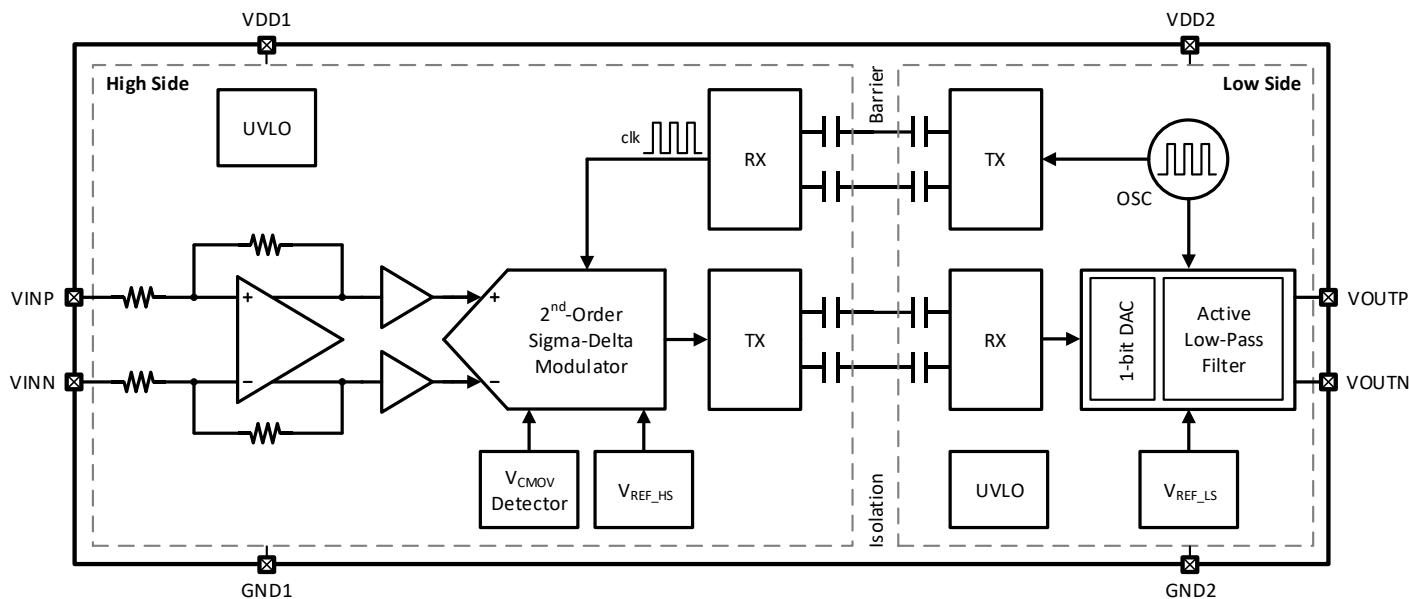 VDD1
VDD2
High Side
Low Side
UVLO
clk
RX
Barrier
TX
OSC
VINP
VINN
+
−
+
−
2nd-Order
Sigma-Delta
Modulator
TX
RX
1-bit DAC
Active
Low-Pass
Filter
VOUTP
VOUTN
VCMOV
Detector
VREF_HS
Isolation
UVLO
VREF_LS
GND1
GND2